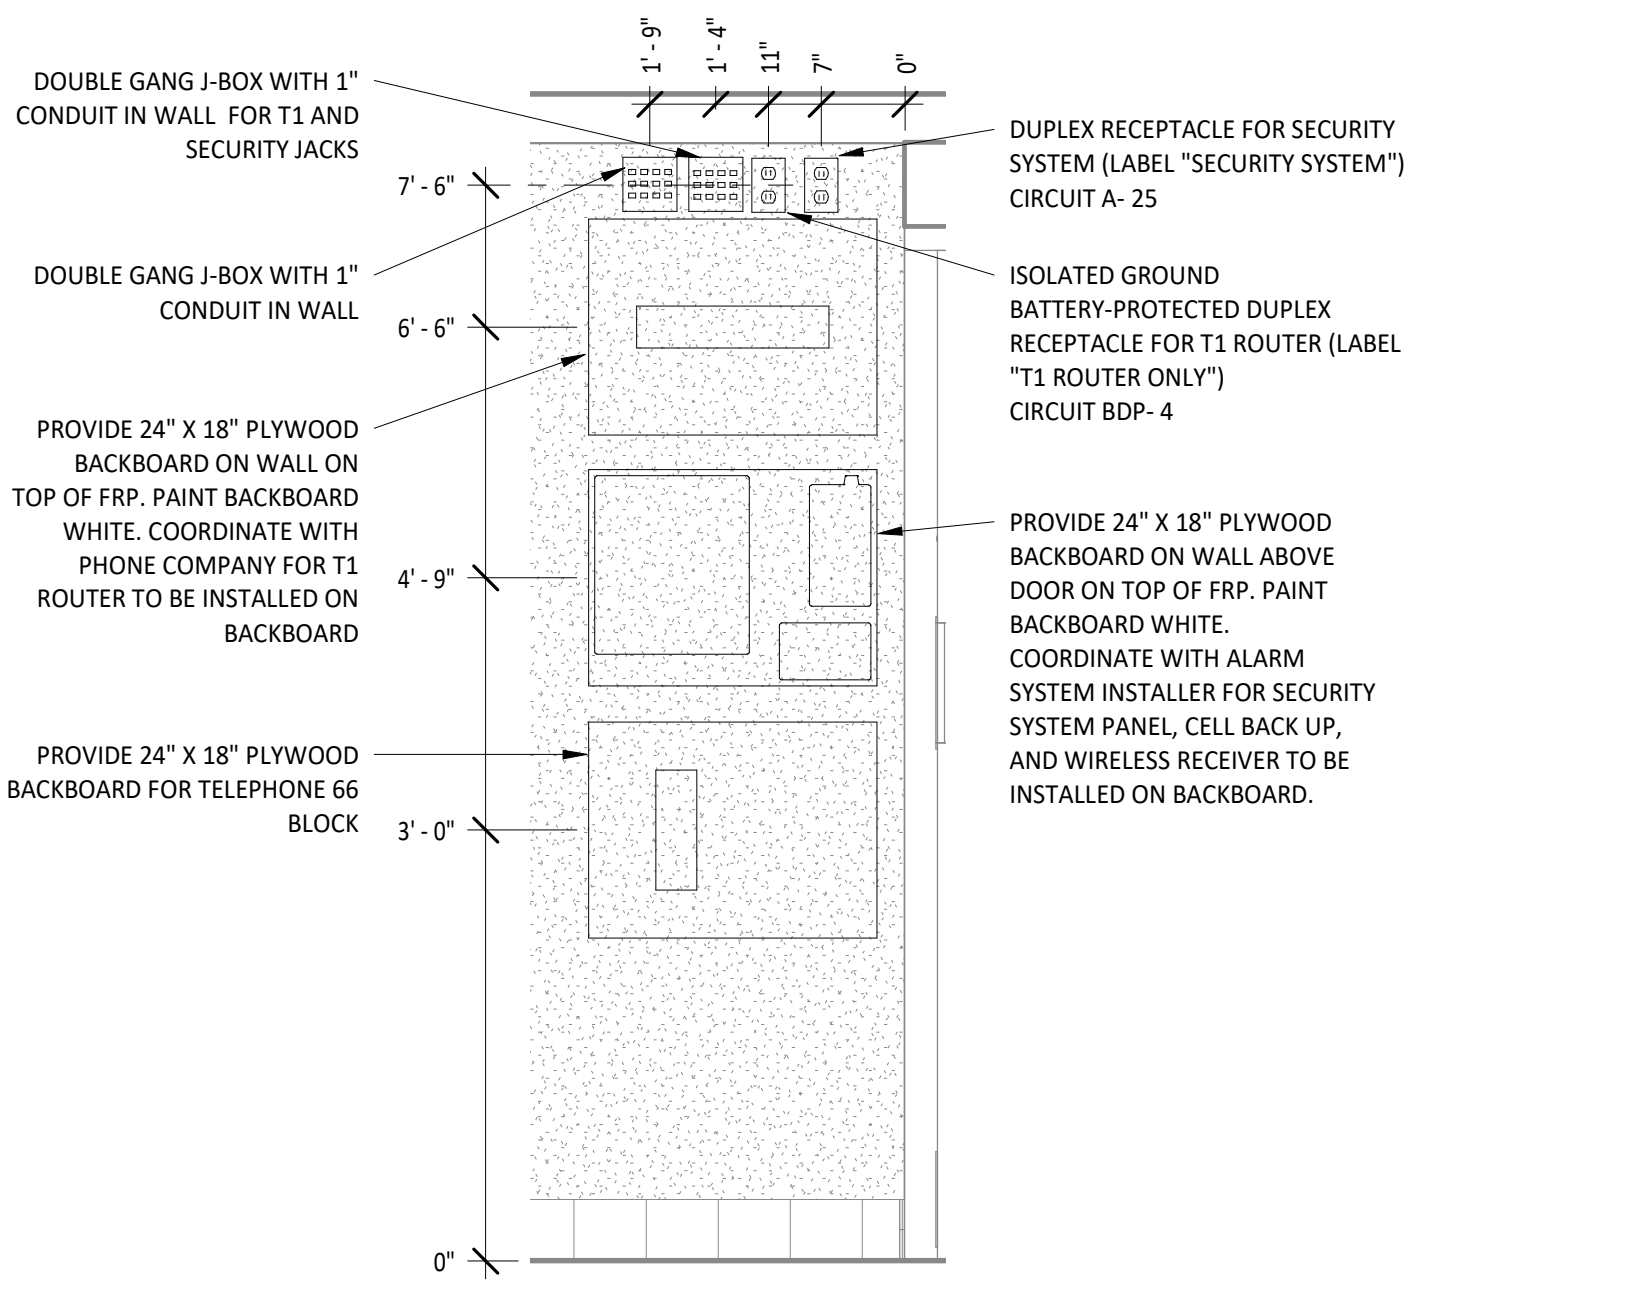 1' - 9"
1' - 4"
11"
7"
0"
DOUBLE GANG J-BOX WITH 1"
CONDUIT IN WALL  FOR T1 AND
SECURITY JACKS
7' - 6"
DOUBLE GANG J-BOX WITH 1"
CONDUIT IN WALL
6' - 6"
PROVIDE 24" X 18" PLYWOOD
BACKBOARD ON WALL ON
TOP OF FRP. PAINT BACKBOARD
WHITE. COORDINATE WITH
PHONE COMPANY FOR T1
ROUTER TO BE INSTALLED ON
BACKBOARD
4' - 9"
PROVIDE 24" X 18" PLYWOOD
BACKBOARD FOR TELEPHONE 66
BLOCK
3' - 0"
0"
DUPLEX RECEPTACLE FOR SECURITY
SYSTEM (LABEL "SECURITY SYSTEM")
CIRCUIT A- 25
ISOLATED GROUND
BATTERY-PROTECTED DUPLEX
RECEPTACLE FOR T1 ROUTER (LABEL
"T1 ROUTER ONLY")
CIRCUIT BDP- 4
PROVIDE 24" X 18" PLYWOOD
BACKBOARD ON WALL ABOVE
DOOR ON TOP OF FRP. PAINT
BACKBOARD WHITE.
COORDINATE WITH ALARM
SYSTEM INSTALLER FOR SECURITY
SYSTEM PANEL, CELL BACK UP,
AND WIRELESS RECEIVER TO BE
INSTALLED ON BACKBOARD.